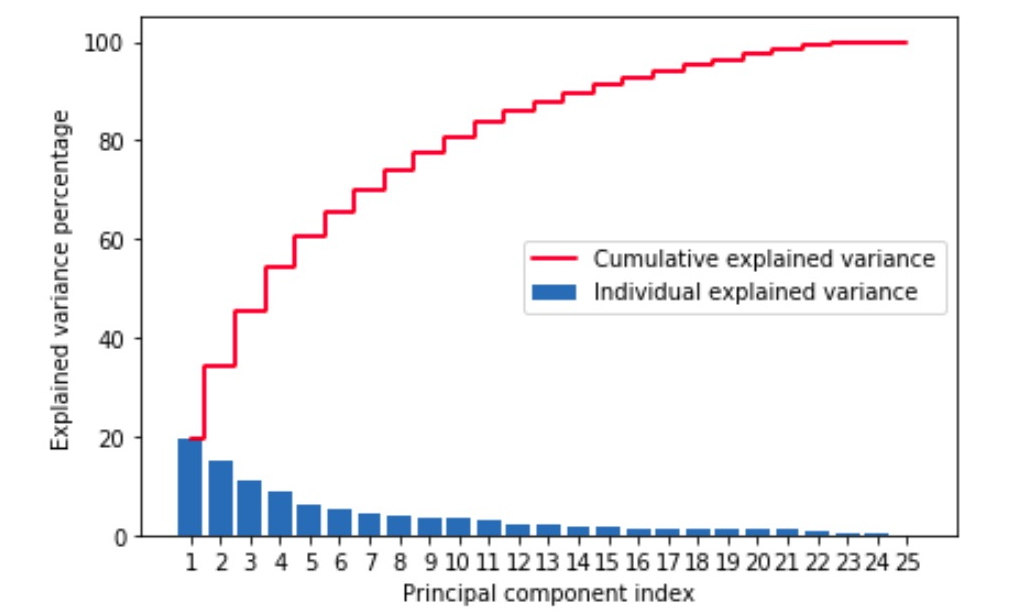 100
80
60
40
20
0
Explained variance percentage
Cumulative explained variance
Individual explained variance
1 2 3 4 5 6 7 8 9 10 11 12 13 14 15 16 17 18 19 20 21 22 23 24 25
Principal component index